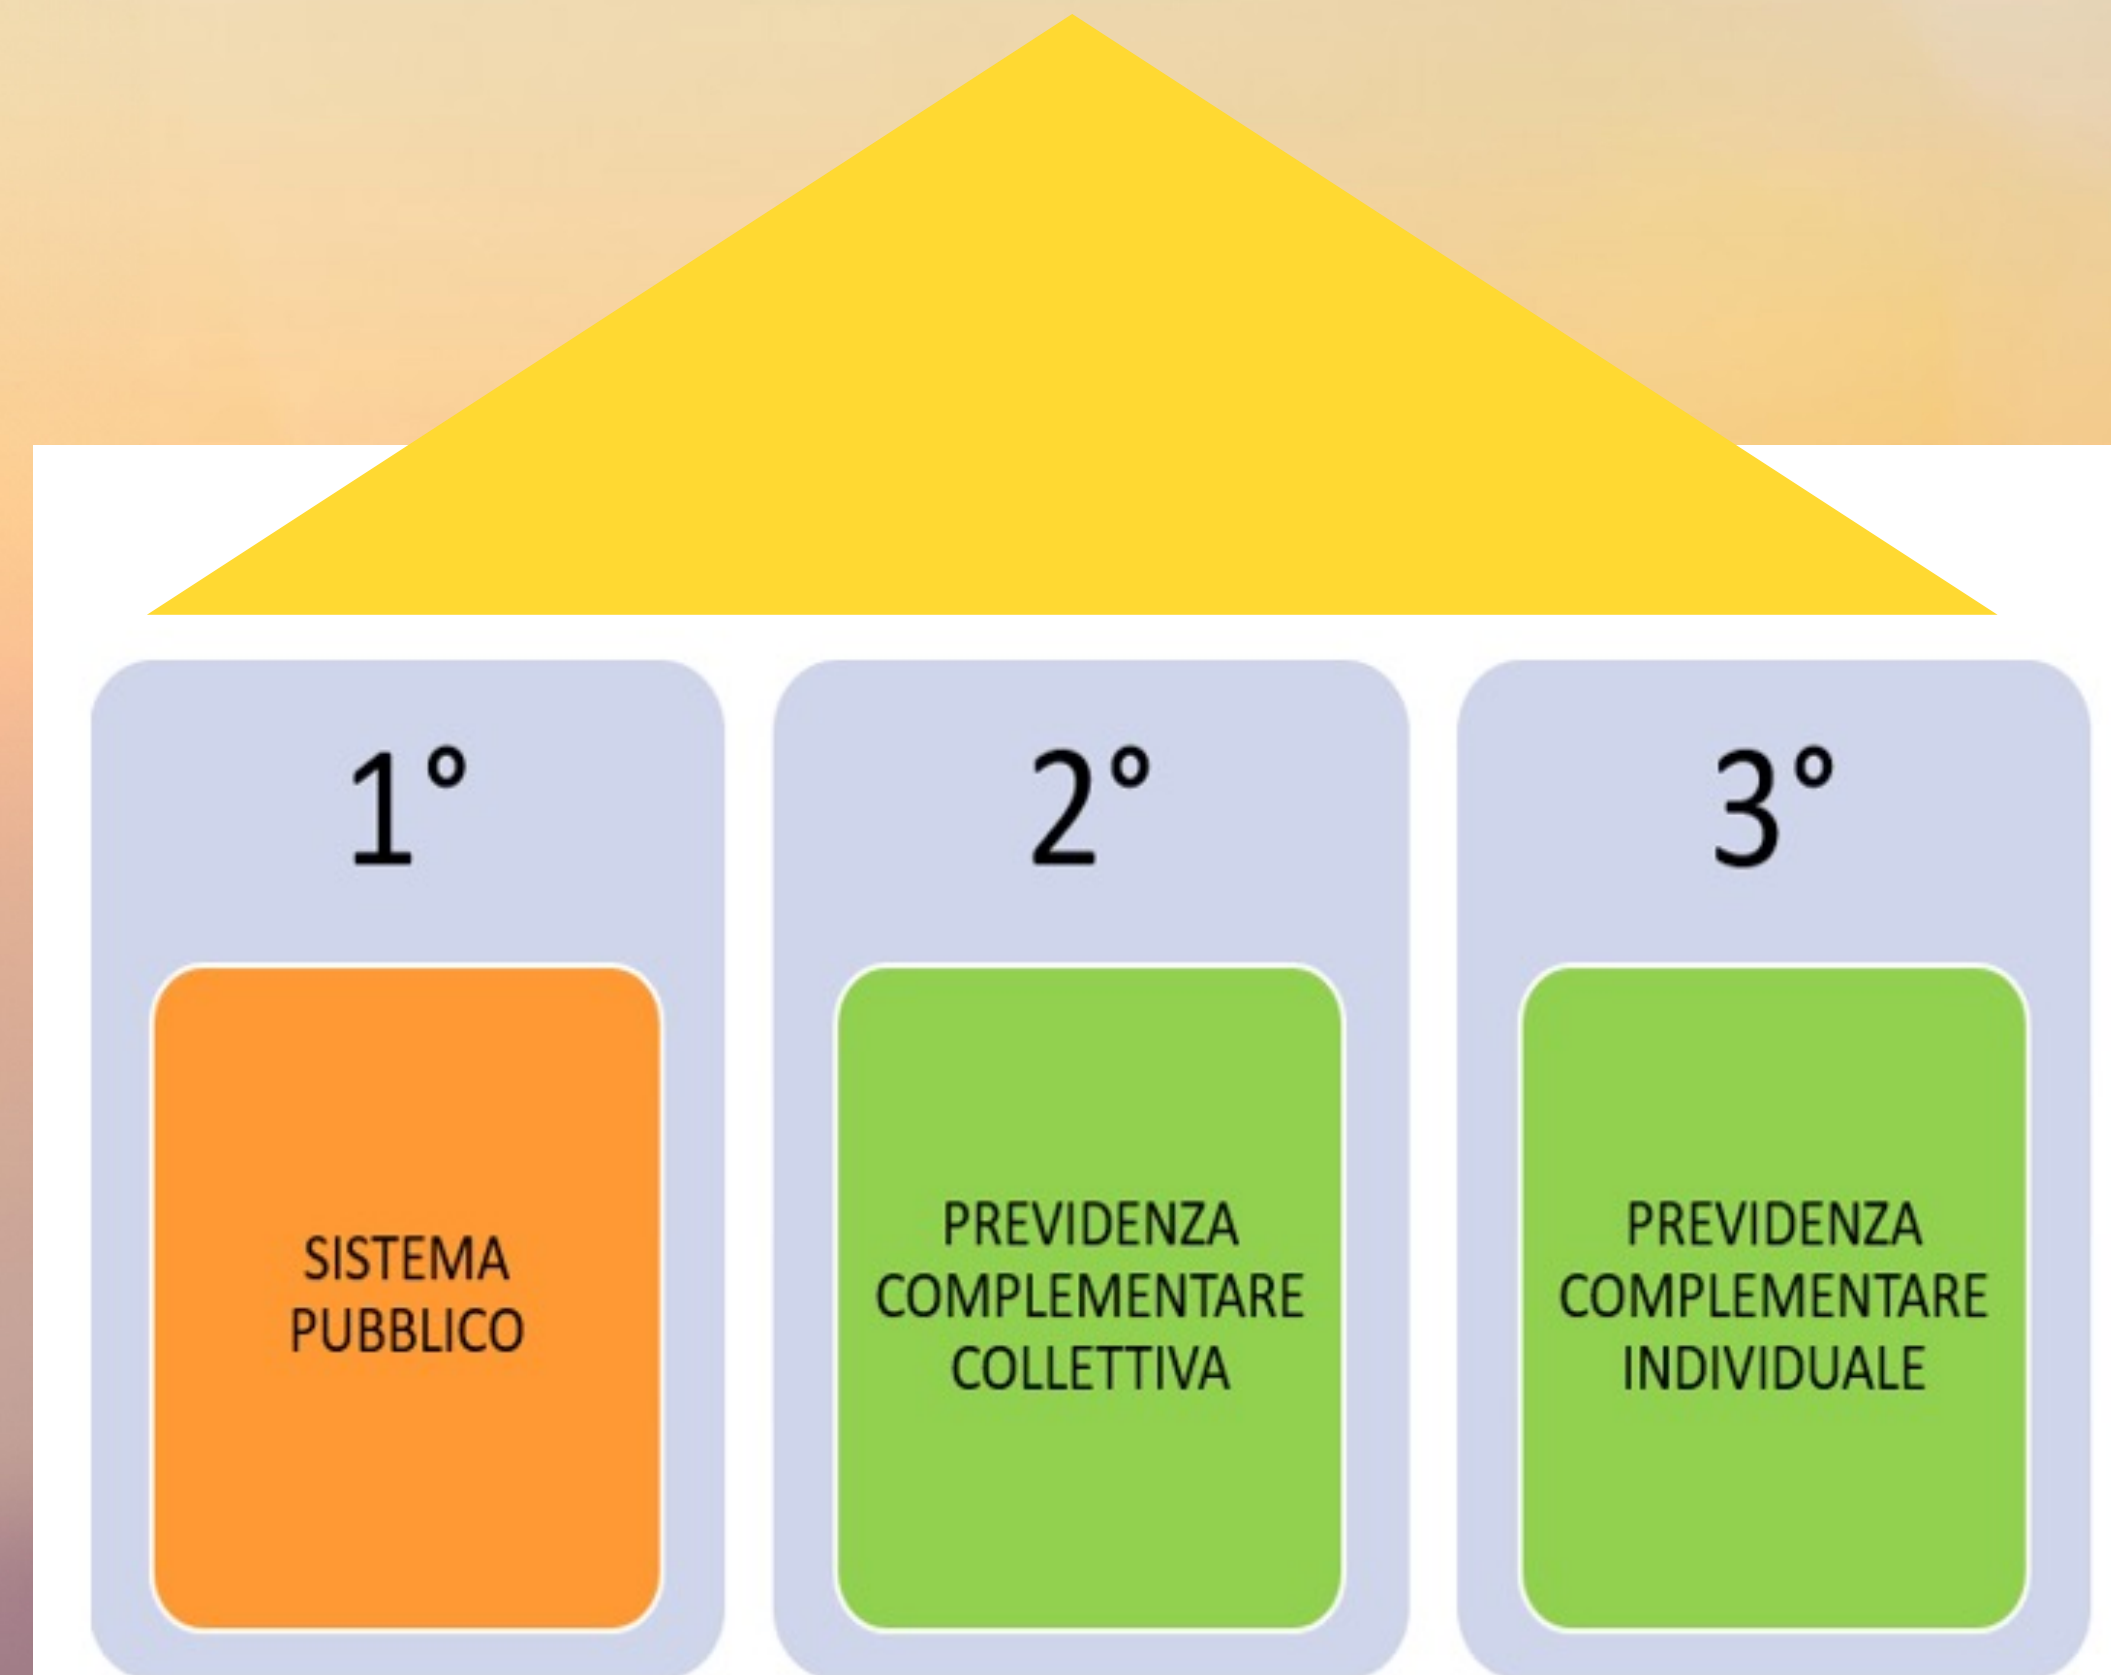 1°
SISTEMA
PUBBLICO
2°
PREVIDENZA
COMPLEMENTARE
COLLETTIVA
3°
PREVIDENZA
COMPLEMENTARE
INDIVIDUALE